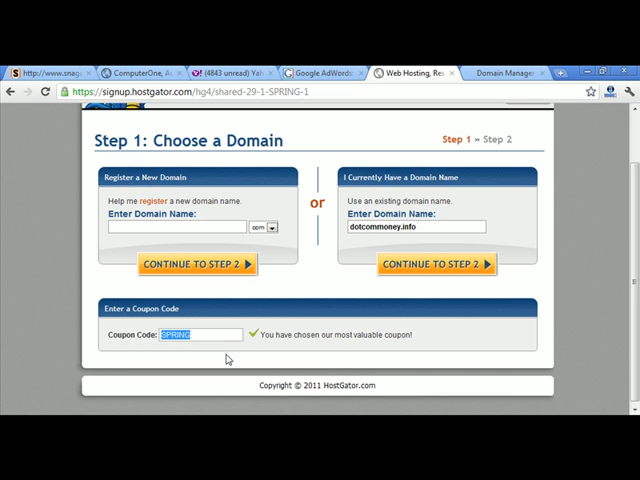 http://www.snag
ComputerOne, A
Yahoo! (4843 unread) Y
Google AdWords
Web Hosting, Res
Domain Manager
https://signup.hostgator.com/hg4/shared-29-1-SPRING-1
Step 1: Choose a Domain
Step 1 » Step 2
Register a New Domain
Help me register a new domain name.
Enter Domain Name:
com
CONTINUE TO STEP 2
or
I Currently Have a Domain Name
Use an existing domain name.
Enter Domain Name:
dotcommoney.info
CONTINUE TO STEP 2
Enter a Coupon Code
Coupon Code: SPRING You have chosen our most valuable coupon!
Copyright © 2011 HostGator.com